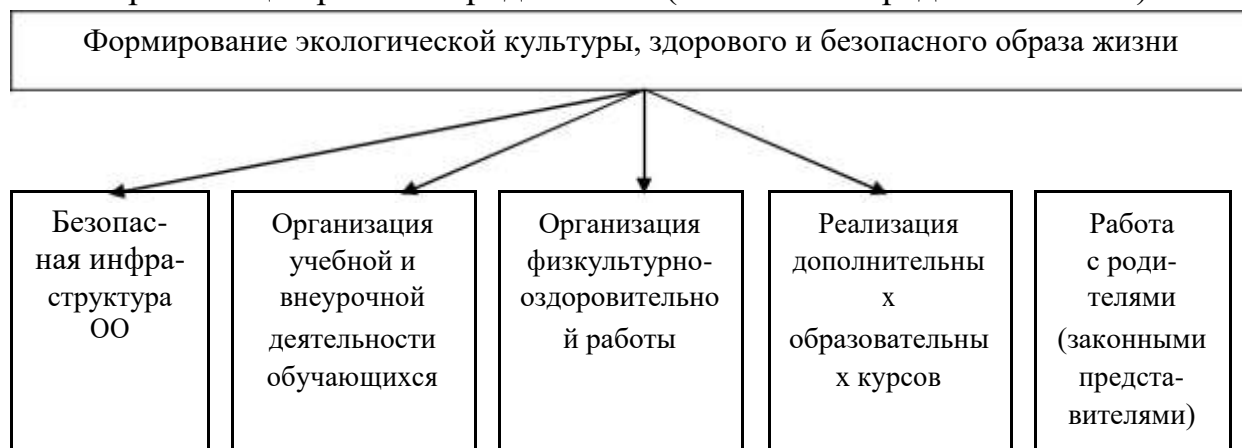 Формирование экологической культуры, здорового и безопасного образа жизни
Безопас-
ная инфра-
структура
ОО
Организация
учебной и
внеурочной
деятельности
обучающихся
Организация
физкультурно-
оздоровительно
й работы
Реализация
дополнительны
х
образовательны
х курсов
Работа
с роди-
телями
(законными
предста-
вителями)